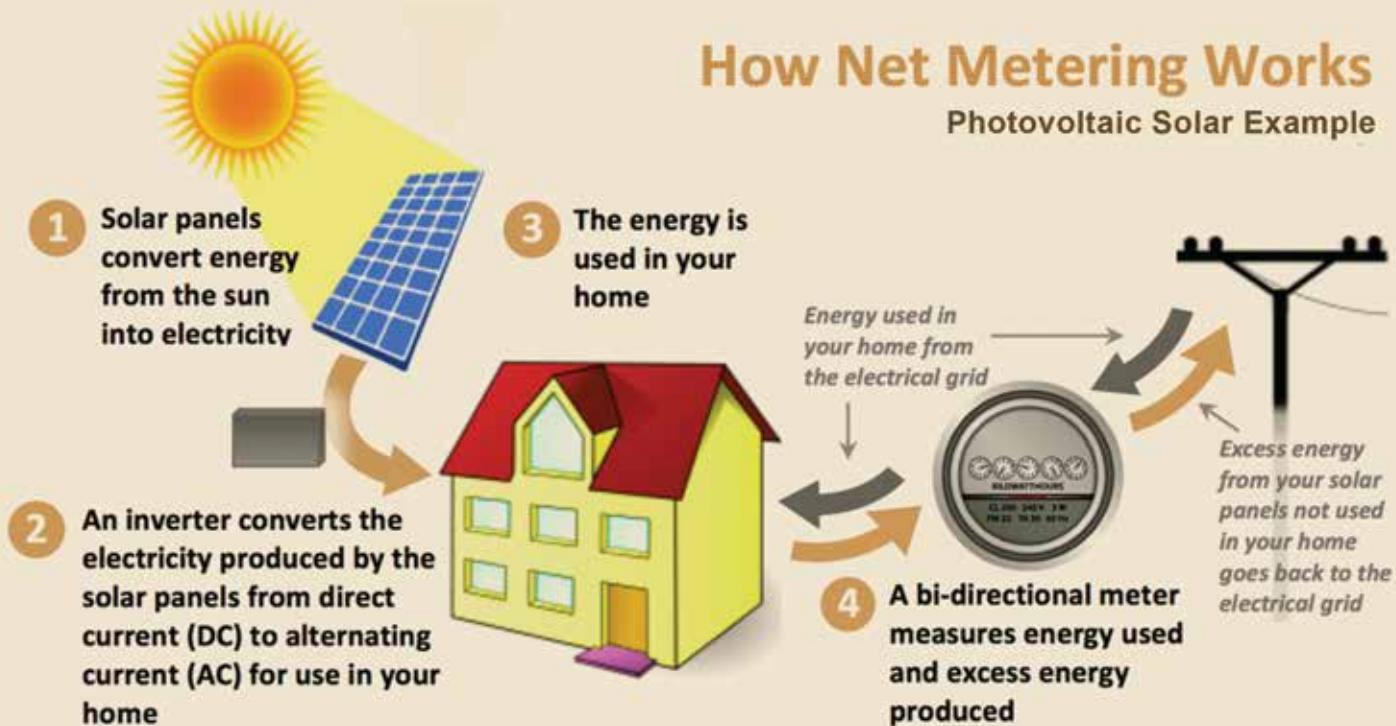 How Net Metering Works
Photovoltaic Solar Example
1
Solar panels
convert energy
from the sun
into electricity
2
An inverter converts the
electricity produced by the
solar panels from direct
current (DC) to alternating
current (AC) for use in your
home
3
The energy is
used in your
home
Energy used in
your home from
the electrical grid
KILOWATTHOURS
4
A bi-directional meter
measures energy used
and excess energy
produced
Excess energy
from your solar
panels not used
in your home
goes back to the
electrical grid